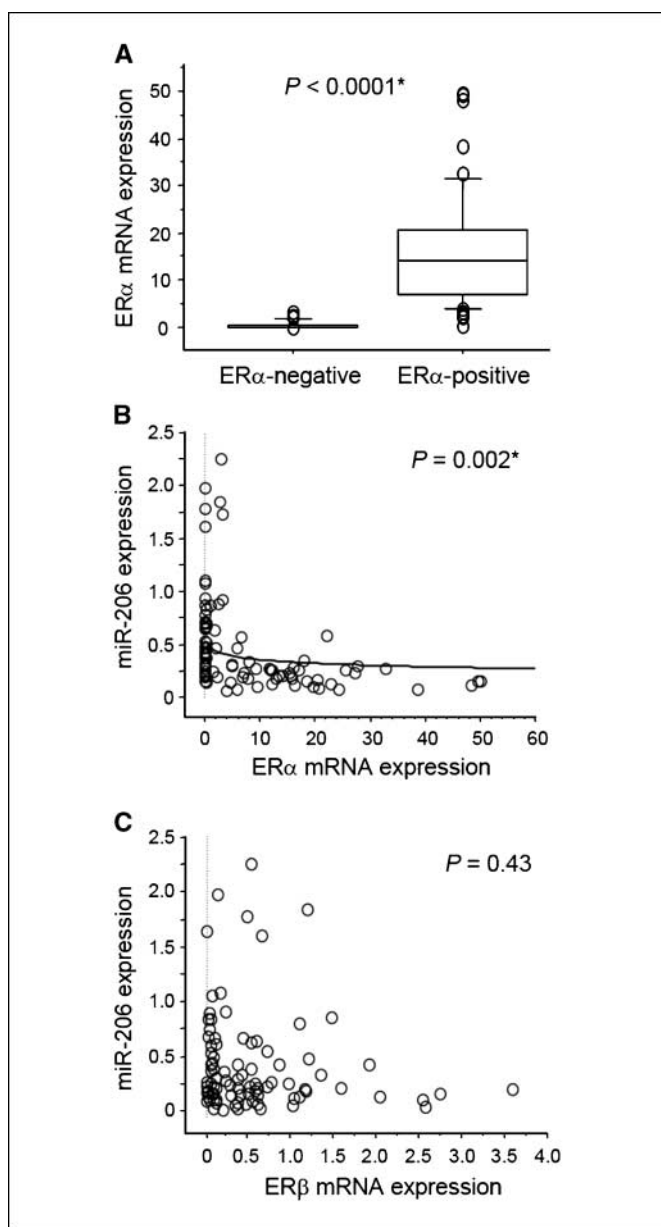 A
P < 0.0001*
ERα mRNA expression
50
40
30
20
10
0
ERα-negative ERα-positive
B
P = 0.002*
miR-206 expression
2.5
2.0
1.5
1.0
0.5
0
0 10 20 30 40 50 60
ERα mRNA expression
C
P = 0.43
miR-206 expression
2.5
2.0
1.5
1.0
0.5
0
0 0.5 1.0 1.5 2.0 2.5 3.0 3.5 4.0
ERβ mRNA expression